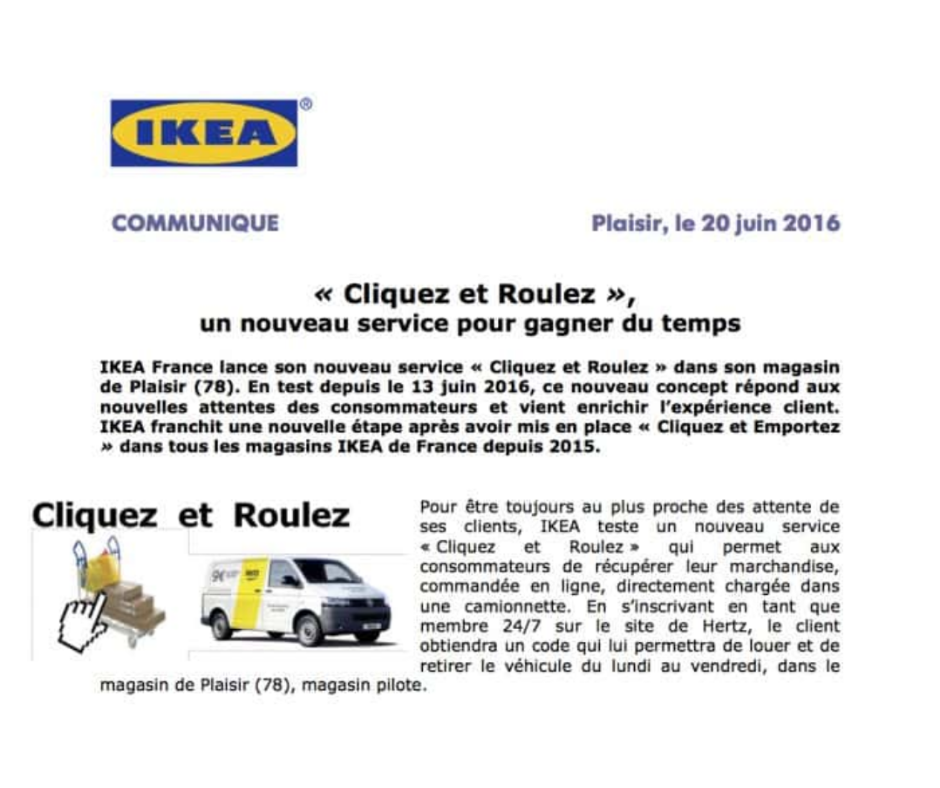 IKEA®
COMMUNIQUE
Plaisir, le 20 juin 2016
« Cliquez et Roulez »,
un nouveau service pour gagner du temps
IKEA France lance son nouveau service « Cliquez et Roulez » dans son magasin
de Plaisir (78). En test depuis le 13 juin 2016, ce nouveau concept répond aux
nouvelles attentes des consommateurs et vient enrichir l’expérience client.
IKEA franchit une nouvelle étape après avoir mis en place « Cliquez et Emportez
» dans tous les magasins IKEA de France depuis 2015.
Cliquez et Roulez
Pour être toujours au plus proche des attente de
ses clients, IKEA teste un nouveau service
« Cliquez et Roulez » qui permet aux
consommateurs de récupérer leur marchandise,
commandée en ligne, directement chargée dans
une camionnette. En s’inscrivant en tant que
membre 24/7 sur le site de Hertz, le client
obtiendra un code qui lui permettra de louer et de
retirer le véhicule du lundi au vendredi, dans le
magasin de Plaisir (78), magasin pilote.